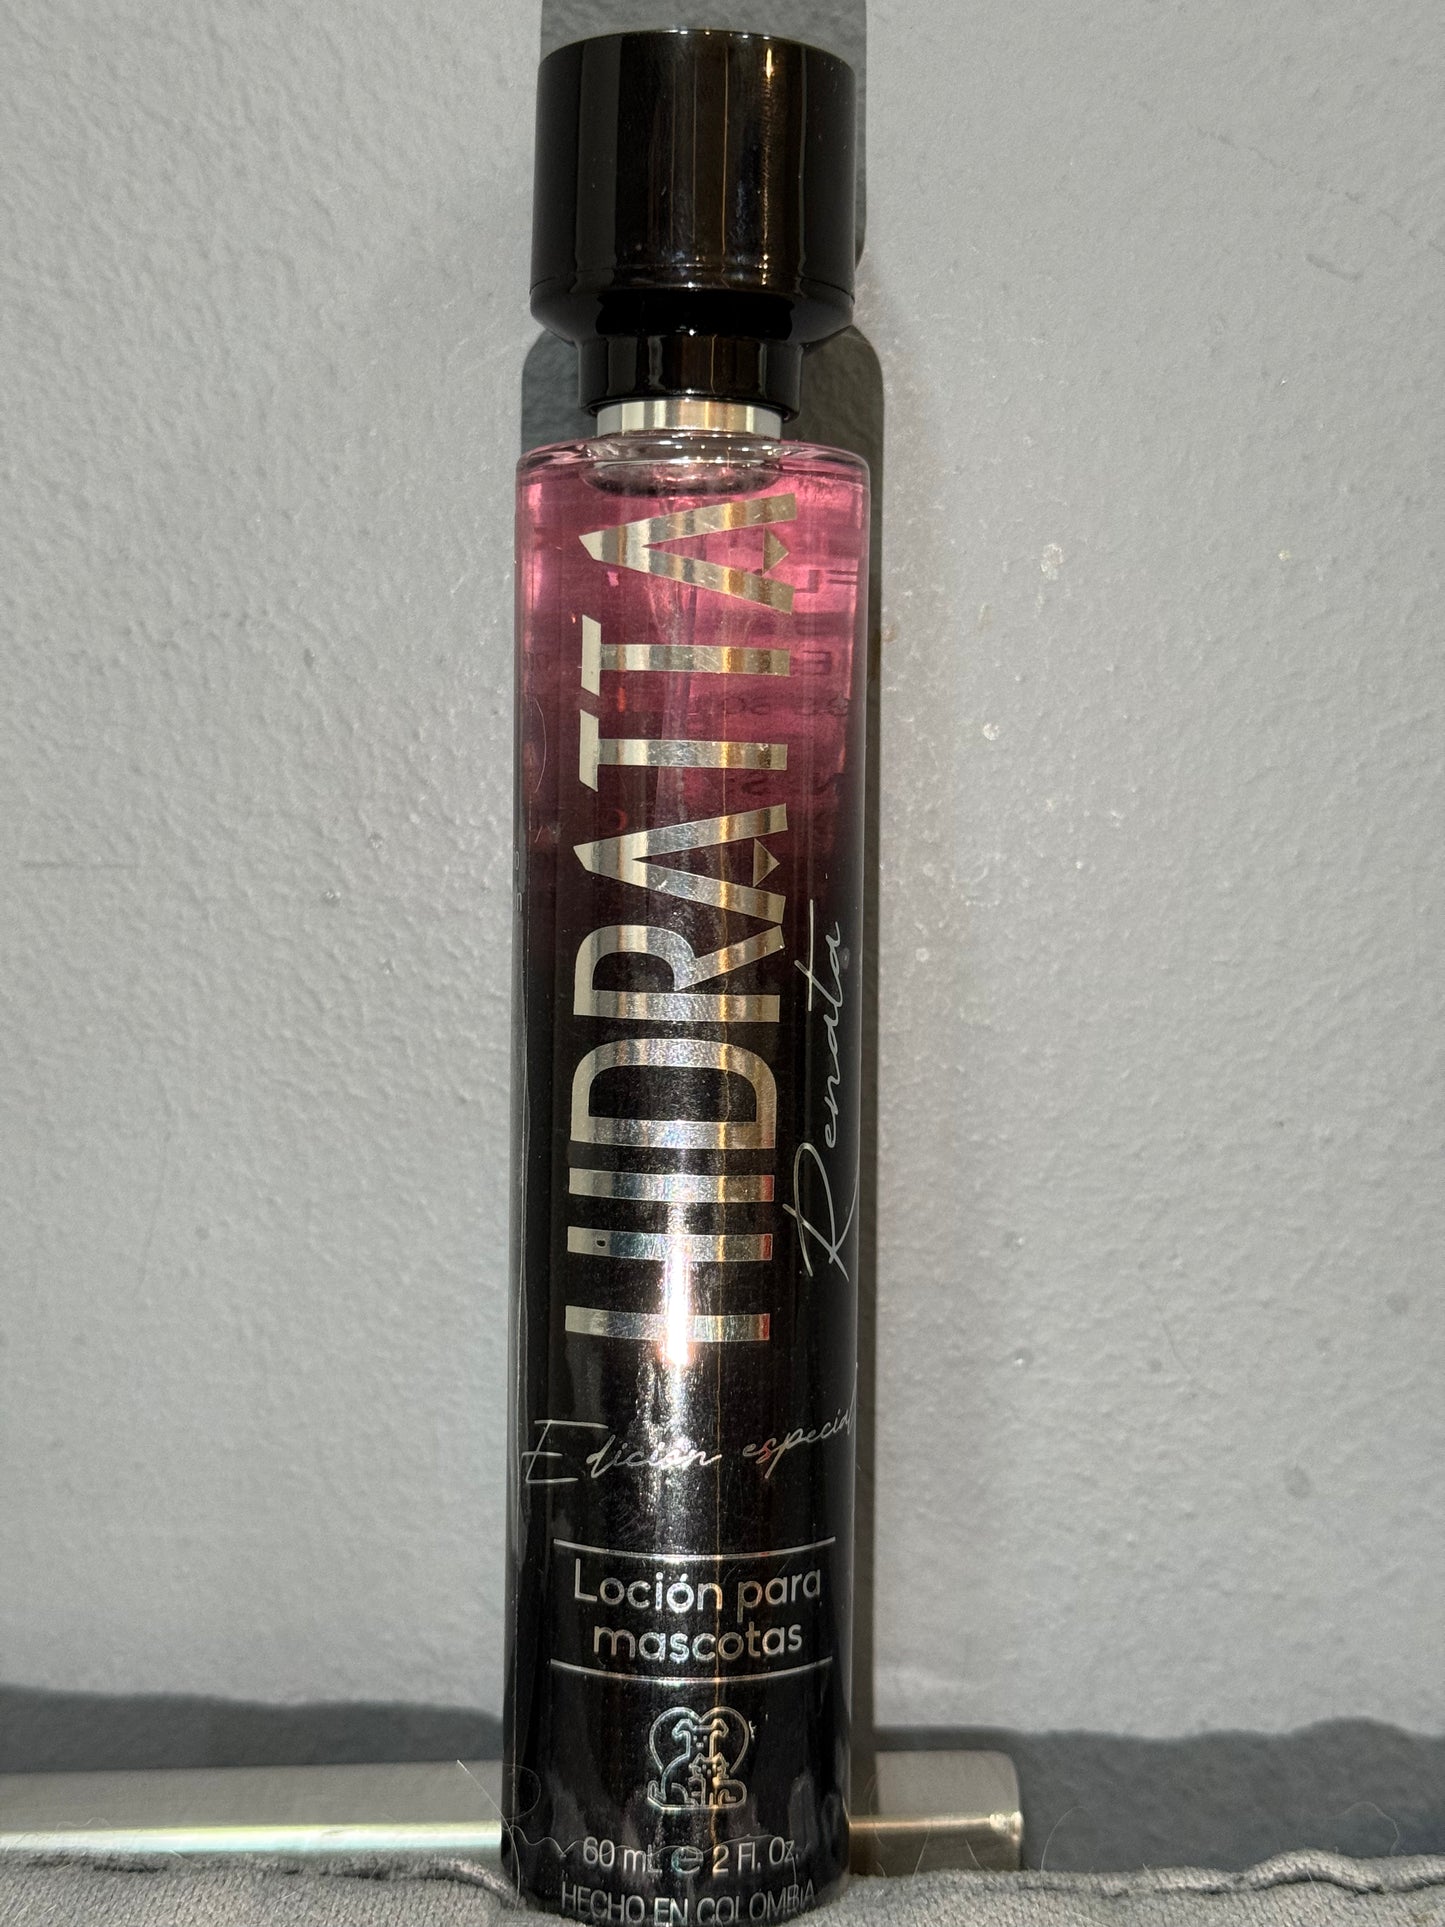 HIDRATTA
Renata
Edición especial
Loción para
mascotas
60 mL e 2 Fl. Oz.
HECHO EN COLOMBIA